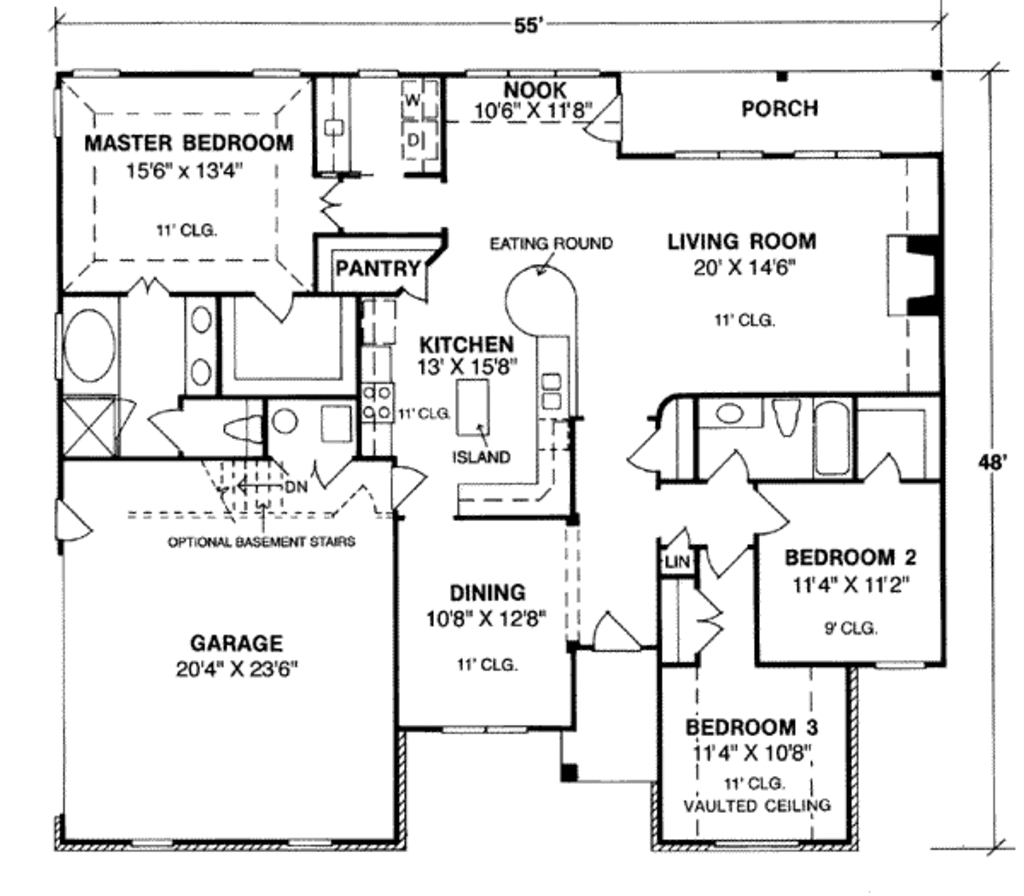 55'
NOOK
10'6" X 11'8"
W
D
PORCH
MASTER BEDROOM
15'6" X 13'4"
11' CLG.
EATING ROUND
LIVING ROOM
20' X 14'6"
11' CLG.
PANTRY
KITCHEN
13' X 15'8"
11' CLG.
ISLAND
48'
DN
OPTIONAL BASEMENT STAIRS
LIN
BEDROOM 2
11'4" X 11'2"
9' CLG.
DINING
10'8" X 12'8"
11' CLG.
GARAGE
20'4" X 23'6"
BEDROOM 3
11'4" X 10'8"
11' CLG.
VAULTED CEILING